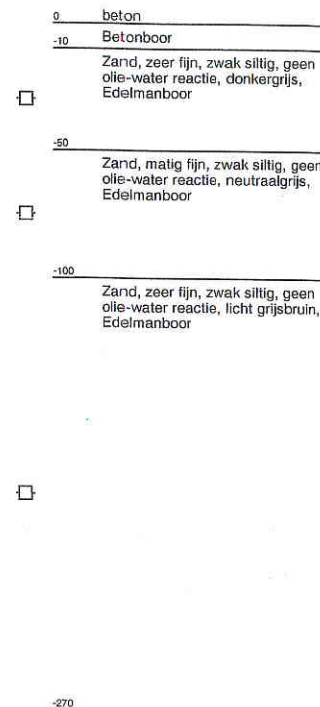 0 beton
-10 Betonboor
Zand, zeer fijn, zwak siltig, geen
olie-water reactie, donkergrijs,
Edelmanboor
-50
Zand, matig fijn, zwak siltig, geen
olie-water reactie, neutraalgrijs,
Edelmanboor
-100
Zand, zeer fijn, zwak siltig, geen
olie-water reactie, licht grijsbruin,
Edelmanboor
-270